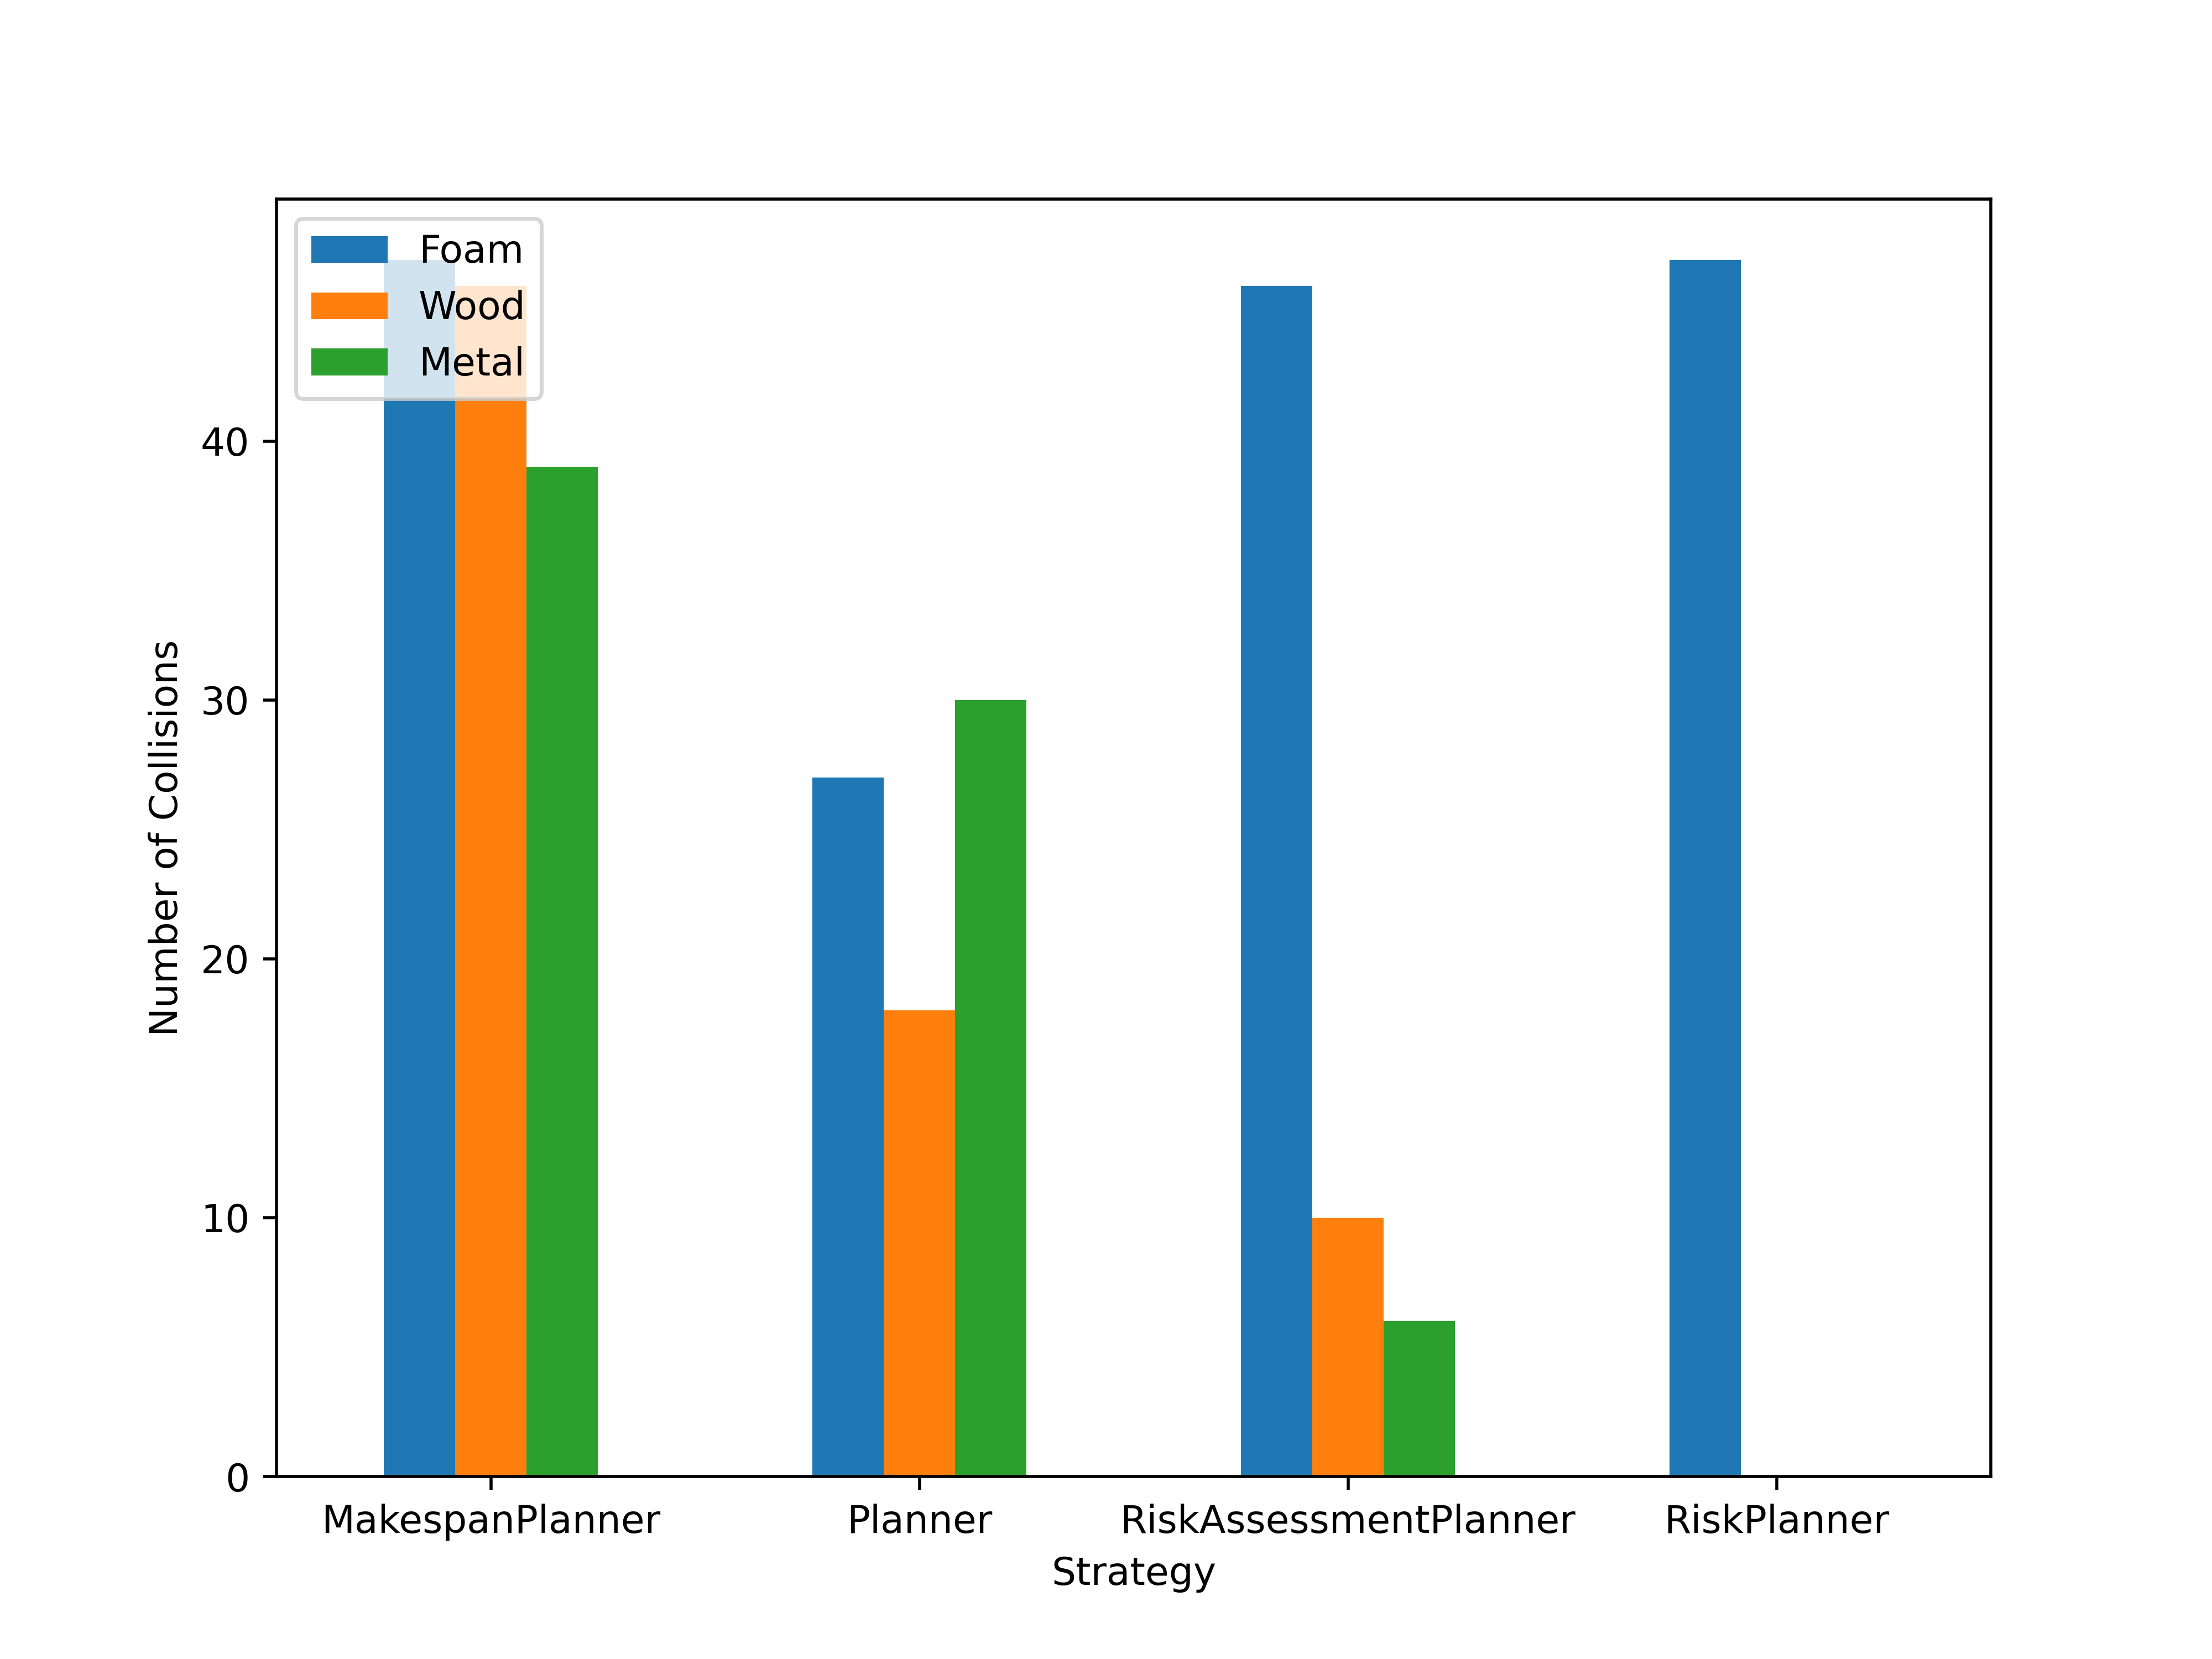 Foam
Wood
Metal
40
30
20
10
0
Number of Collisions
MakespanPlanner
Planner
RiskAssessmentPlanner
RiskPlanner
Strategy